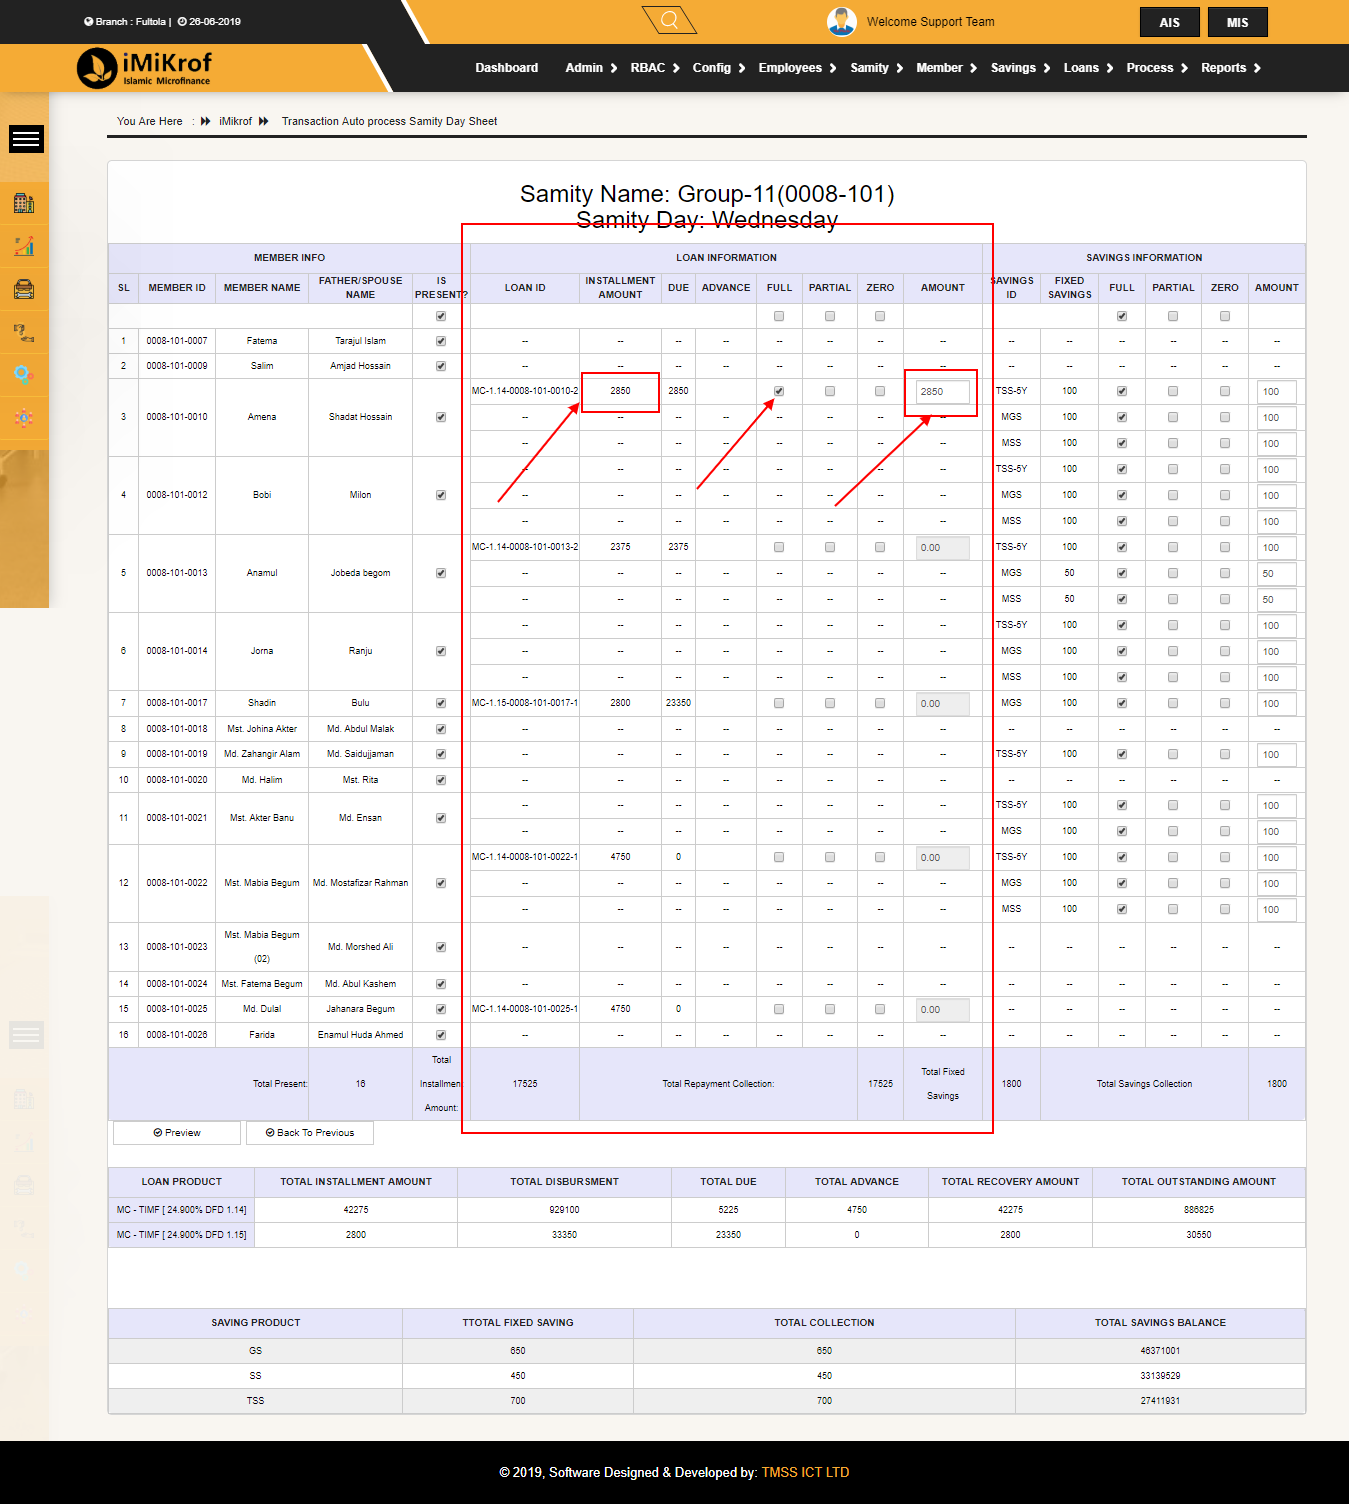 Branch : Fultola | 26-06-2019
Welcome Support Team
AIS
MIS
iMiKrof
Islamic Microfinance
Dashboard Admin RBAC Config Employees Samity Member Savings Loans Process Reports
You Are Here : iMikrof Transaction Auto process Samity Day Sheet
Samity Name: Group-11(0008-101)
Samity Day: Wednesday
MEMBER INFO LOAN INFORMATION SAVINGS INFORMATION
SL MEMBER ID MEMBER NAME FATHER/SPOUSE NAME IS PRESENT? LOAN ID INSTALLMENT AMOUNT DUE ADVANCE FULL PARTIAL ZERO AMOUNT SAVINGS ID FIXED SAVINGS FULL PARTIAL ZERO AMOUNT
1 0008-101-0007 Fatema Tarajul Islam -- -- -- -- -- -- -- -- -- -- -- -- -- --
2 0008-101-0009 Salim Amjad Hossain -- -- -- -- -- -- -- -- -- -- -- -- -- --
3 0008-101-0010 Amena Shadat Hossain MC-1.14-0008-101-0010-2 2850 2850 2850 TSS-5Y 100 100
-- -- -- -- -- -- -- -- MGS 100 100
-- -- -- -- -- -- -- -- MSS 100 100
4 0008-101-0012 Bobi Milon -- -- -- -- -- -- -- -- TSS-5Y 100 100
-- -- -- -- -- -- -- -- MGS 100 100
-- -- -- -- -- -- -- -- MSS 100 100
5 0008-101-0013 Anamul Jobeda begom MC-1.14-0008-101-0013-2 2375 2375 0.00 TSS-5Y 100 100
-- -- -- -- -- -- -- -- MGS 50 50
-- -- -- -- -- -- -- -- MSS 50 50
6 0008-101-0014 Jorna Ranju -- -- -- -- -- -- -- -- TSS-5Y 100 100
-- -- -- -- -- -- -- -- MGS 100 100
-- -- -- -- -- -- -- -- MSS 100 100
7 0008-101-0017 Shadin Bulu MC-1.15-0008-101-0017-1 2800 23350 0.00 MGS 100 100
8 0008-101-0018 Mst. Johina Akter Md. Abdul Malak -- -- -- -- -- -- -- -- -- -- -- -- -- --
9 0008-101-0019 Md. Zahangir Alam Md. Saidujjaman -- -- -- -- -- -- -- -- TSS-5Y 100 100
10 0008-101-0020 Md. Halim Mst. Rita -- -- -- -- -- -- -- -- -- -- -- -- -- --
11 0008-101-0021 Mst. Akter Banu Md. Ensan -- -- -- -- -- -- -- -- TSS-5Y 100 100
-- -- -- -- -- -- -- -- MGS 100 100
12 0008-101-0022 Mst. Mabia Begum Md. Mostafizar Rahman MC-1.14-0008-101-0022-1 4750 0 0.00 TSS-5Y 100 100
-- -- -- -- -- -- -- -- MGS 100 100
-- -- -- -- -- -- -- -- MSS 100 100
13 0008-101-0023 Mst. Mabia Begum (02) Md. Morshed Ali -- -- -- -- -- -- -- -- -- -- -- -- -- --
14 0008-101-0024 Mst. Fatema Begum Md. Abul Kashem -- -- -- -- -- -- -- -- -- -- -- -- -- --
15 0008-101-0025 Md. Dulal Jahanara Begum MC-1.14-0008-101-0025-1 4750 0 0.00 -- -- -- -- -- --
16 0008-101-0026 Farida Enamul Huda Ahmed -- -- -- -- -- -- -- -- -- -- -- -- -- --
Total Present: 16 Total Installment Amount: 17525 Total Repayment Collection: 17525 Total Fixed Savings 1800 Total Savings Collection 1800
Preview Back To Previous
LOAN PRODUCT TOTAL INSTALLMENT AMOUNT TOTAL DISBURSMENT TOTAL DUE TOTAL ADVANCE TOTAL RECOVERY AMOUNT TOTAL OUTSTANDING AMOUNT
MC - TIMF [ 24.900% DFD 1.14] 42275 929100 5225 4750 42275 886825
MC - TIMF [ 24.900% DFD 1.15] 2800 33350 23350 0 2800 30550
SAVING PRODUCT TTOTAL FIXED SAVING TOTAL COLLECTION TOTAL SAVINGS BALANCE
GS 650 650 46371001
SS 450 450 33139529
TSS 700 700 27411931
© 2019, Software Designed & Developed by: TMSS ICT LTD